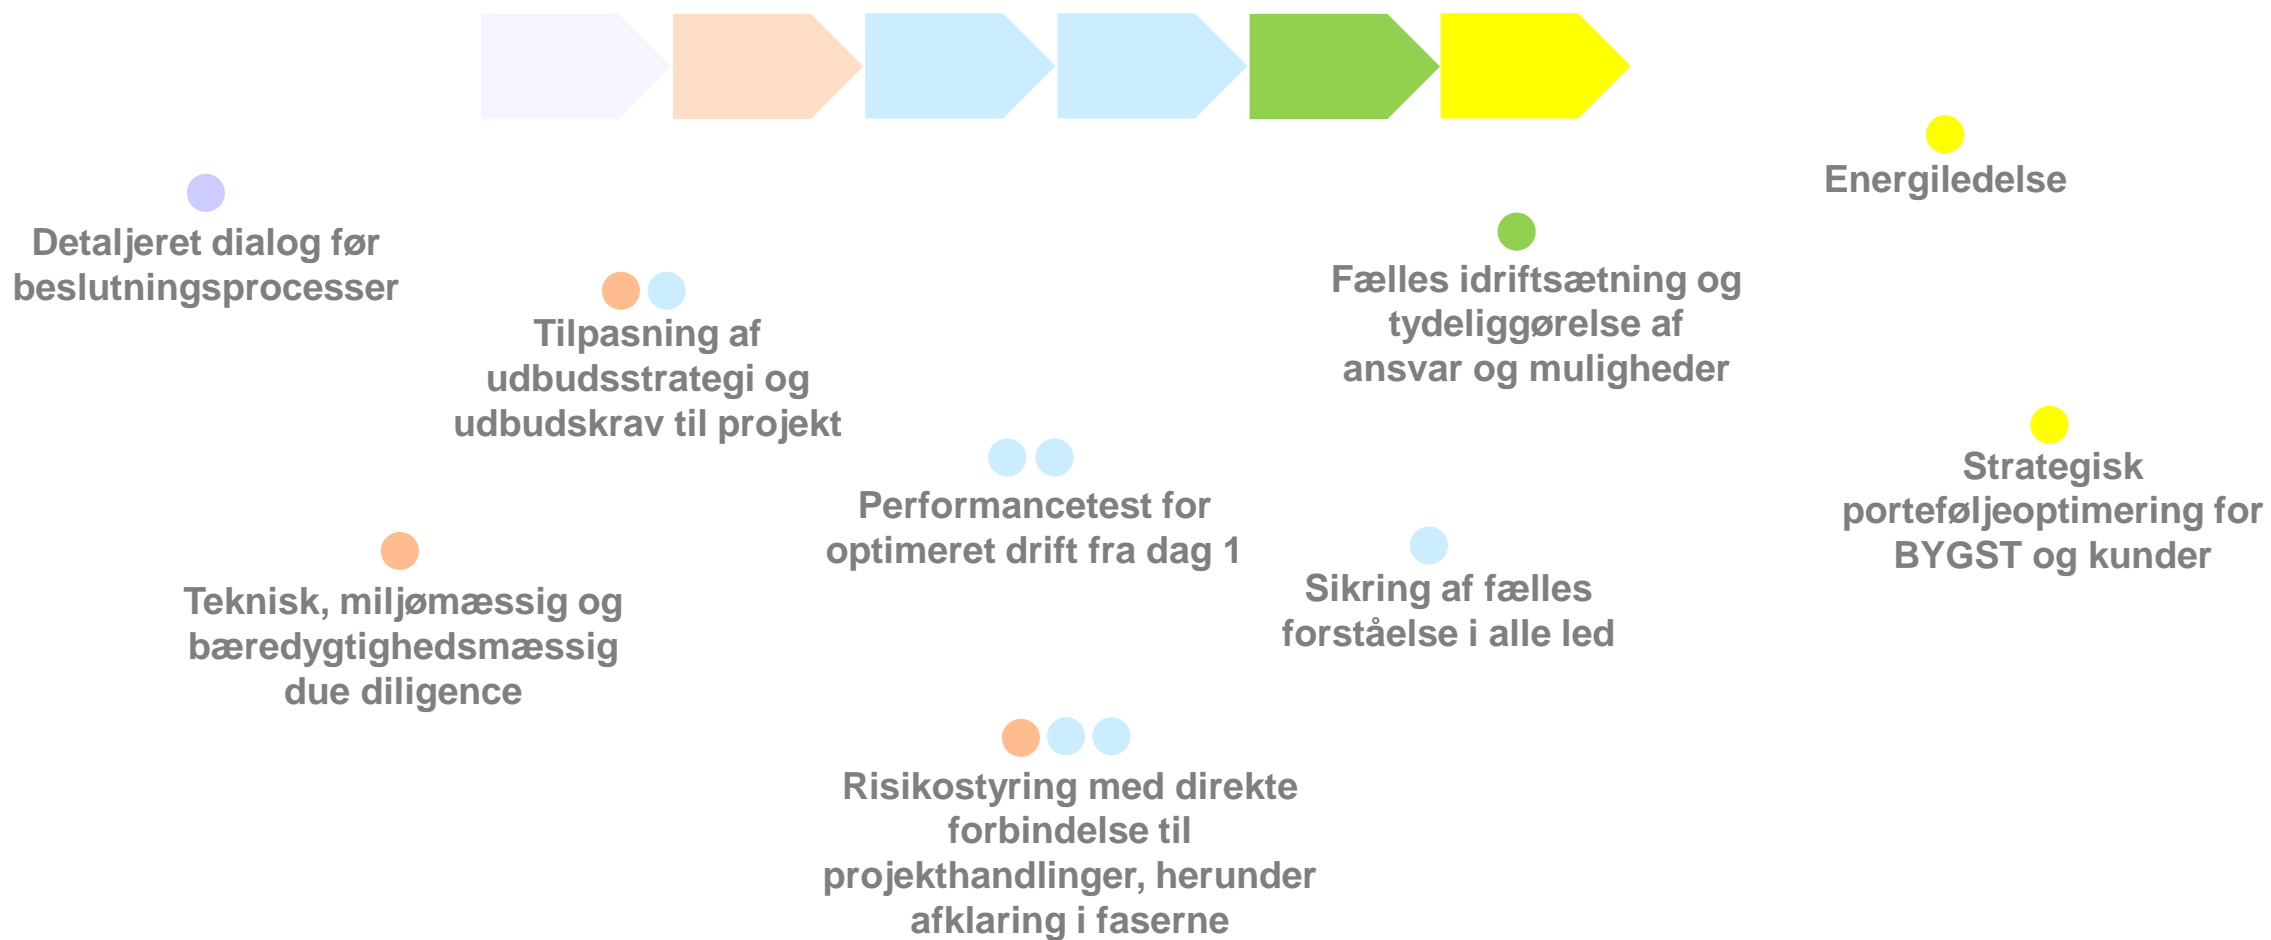 Energiledelse
Detaljeret dialog før
beslutningsprocesser
Fælles idriftsætning og
tydeliggørelse af
ansvar og muligheder
Tilpasning af
udbudsstrategi og
udbudskrav til projekt
Strategisk
porteføljeoptimering for
BYGST og kunder
Performancetest for
optimeret drift fra dag 1
Sikring af fælles
forståelse i alle led
Teknisk, miljømæssig og
bæredygtighedsmæssig
due diligence
Risikostyring med direkte
forbindelse til
projekthandlinger, herunder
afklaring i faserne